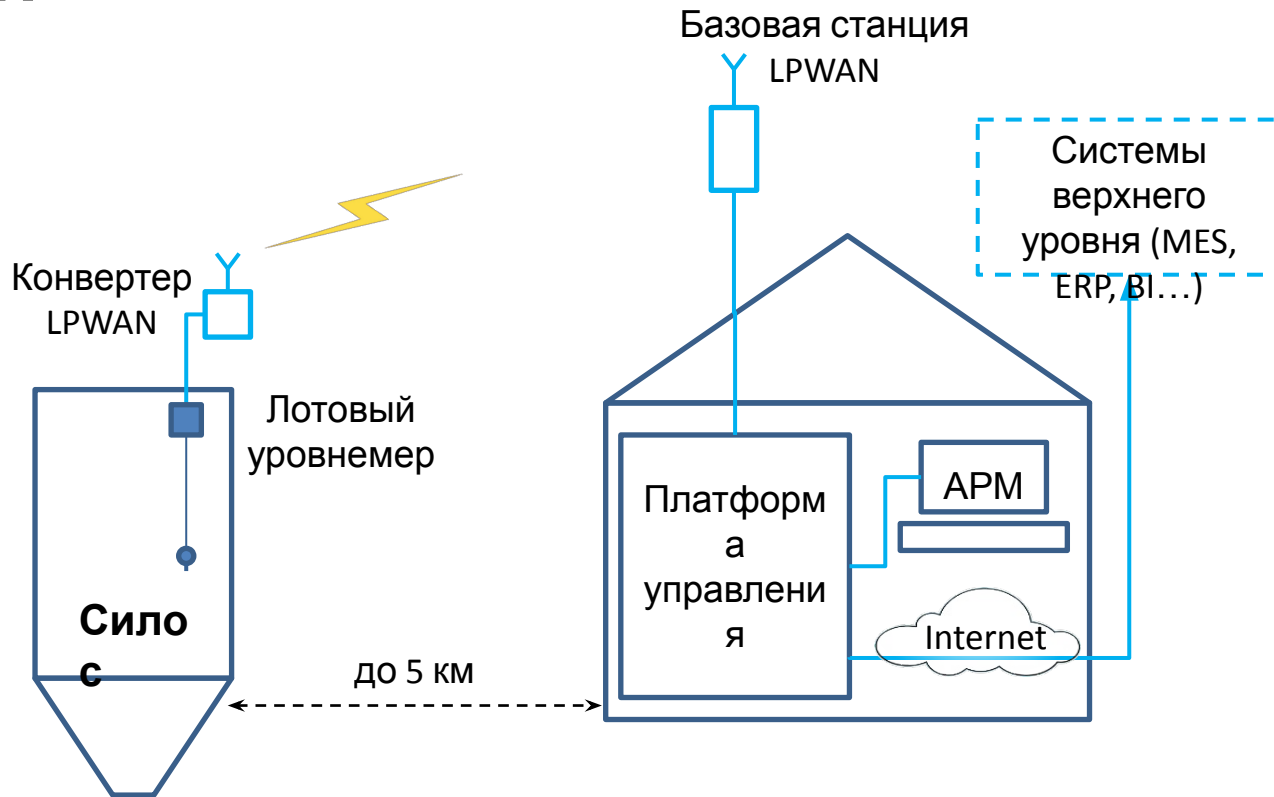 Базовая станция
LPWAN
Системы
верхнего
уровня (MES,
ERP, BI…)
Конвертер
LPWAN
Лотовый
уровнемер
Сило
с
до 5 км
Платформ
а
управлени
я
АРМ
Internet